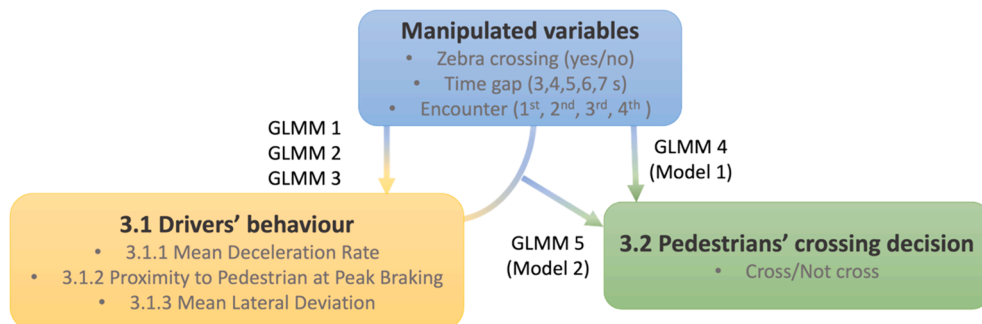 Manipulated variables
• Zebra crossing (yes/no)
• Time gap (3,4,5,6,7 s)
• Encounter (1st, 2nd, 3rd, 4th )
GLMM 1
GLMM 2
GLMM 3
GLMM 4
(Model 1)
3.1 Drivers’ behaviour
• 3.1.1 Mean Deceleration Rate
• 3.1.2 Proximity to Pedestrian at Peak Braking
• 3.1.3 Mean Lateral Deviation
GLMM 5
(Model 2)
3.2 Pedestrians’ crossing decision
• Cross/Not cross